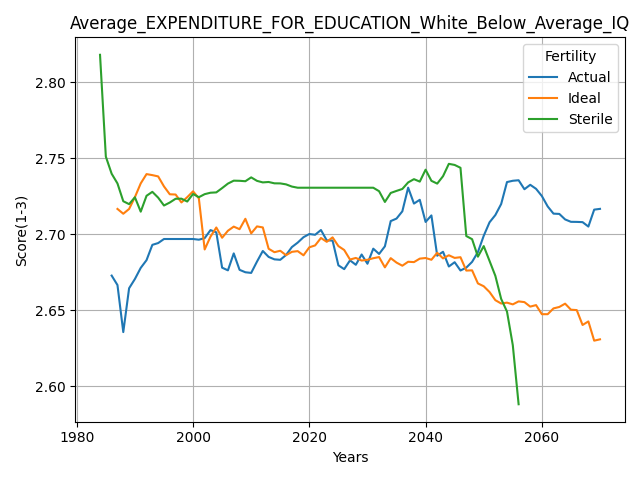 Average_EXPENDITURE_FOR_EDUCATION_White_Below_Average_IQ
Fertility
Actual
Ideal
Sterile
Score(1-3)
2.80
2.75
2.70
2.65
2.60
1980
2000
2020
2040
2060
Years